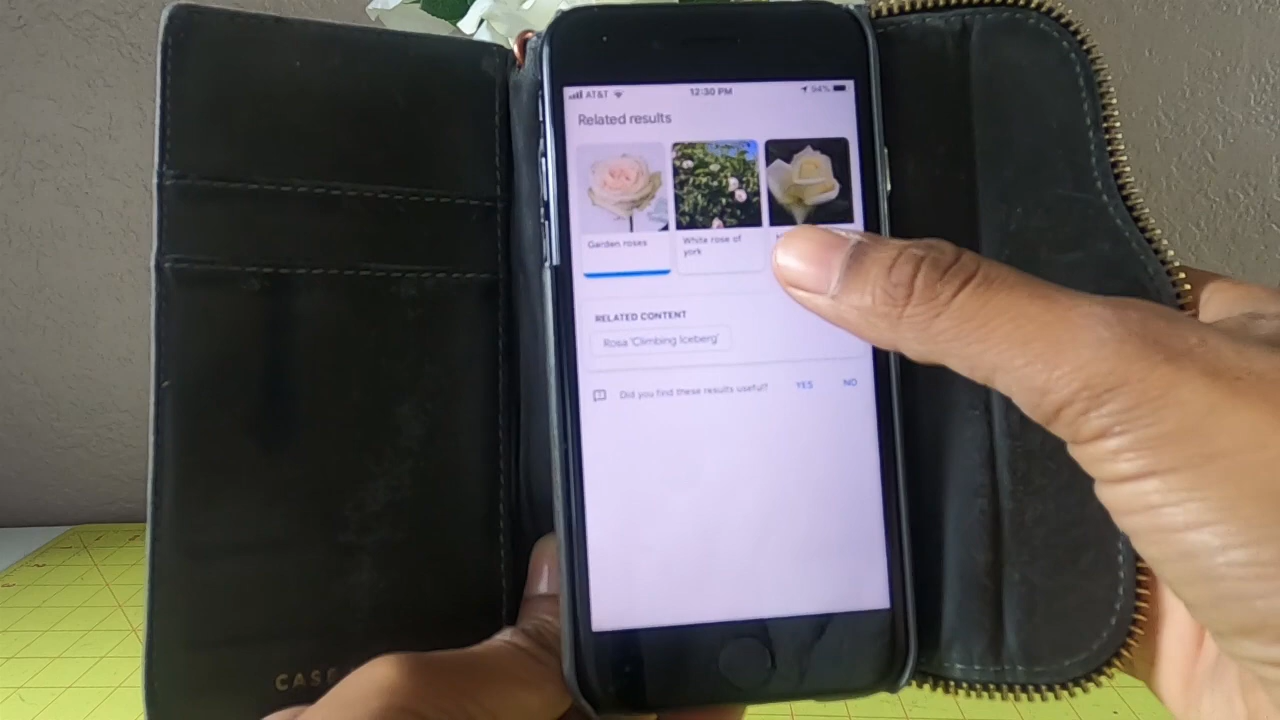 AT&T 12:30 PM 94%
Related results
Garden roses
White rose of
york
RELATED CONTENT
Rosa 'Climbing Iceberg'
Did you find these results useful? YES NO
CASE